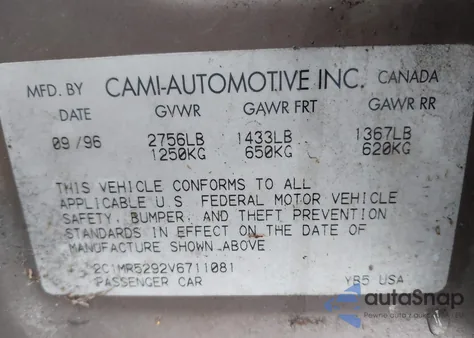 MFD. BY CAMI-AUTOMOTIVE INC. CANADA
DATE GVWR GAWR FRT GAWR RR
09/96 2756LB 1433LB 1367LB
1250KG 650KG 620KG
THIS VEHICLE CONFORMS TO ALL
APPLICABLE U.S FEDERAL MOTOR VEHICLE
SAFETY, BUMPER, AND THEFT PREVENTION
STANDARDS IN EFFECT ON THE DATE OF
MANUFACTURE SHOWN ABOVE
2C1MR5292V6711081
PASSENGER CAR YB5 USA
autoSnap